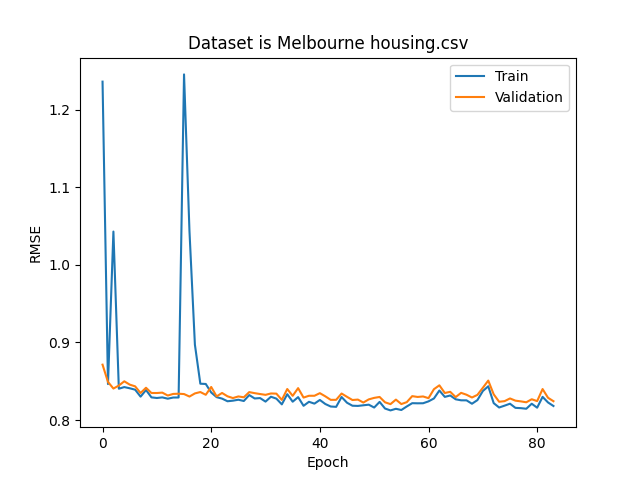 Dataset is Melbourne housing.csv
Train
Validation
1.2
1.1
1.0
0.9
0.8
RMSE
0
20
40
60
80
Epoch